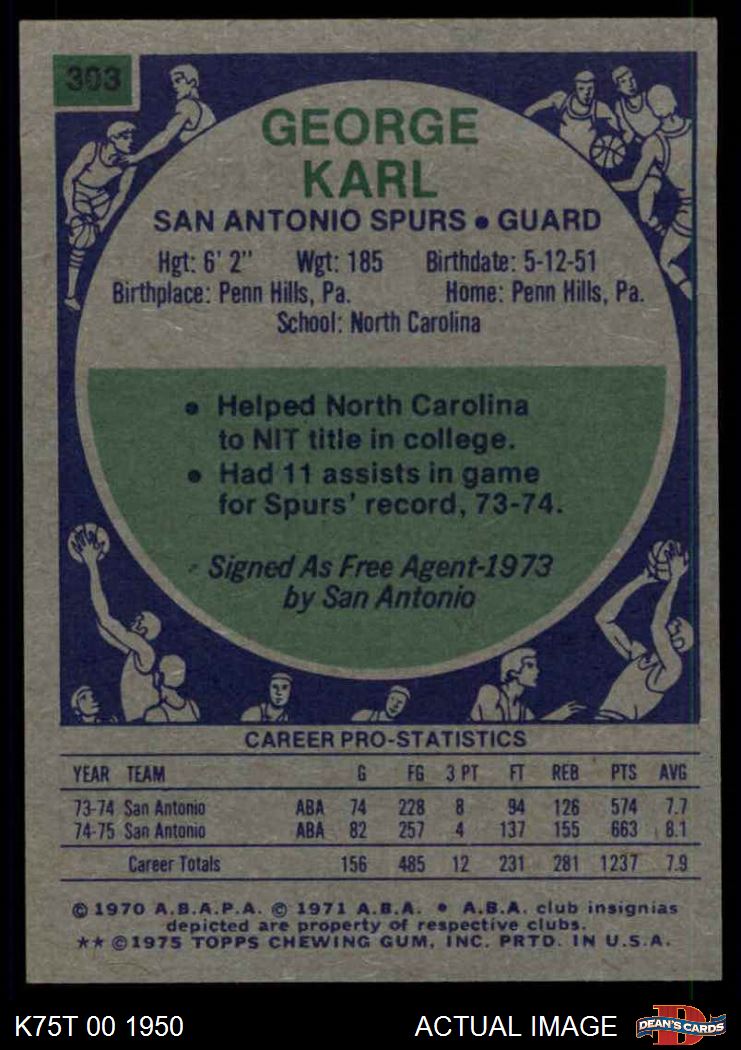 303
GEORGE
KARL
SAN ANTONIO SPURS • GUARD
Hgt: 6' 2" Wgt: 185 Birthdate: 5-12-51
Birthplace: Penn Hills, Pa. Home: Penn Hills, Pa.
School: North Carolina
• Helped North Carolina
to NIT title in college.
• Had 11 assists in game
for Spurs' record, 73-74.
Signed As Free Agent-1973
by San Antonio
CAREER PRO-STATISTICS
YEAR TEAM G FG 3 PT FT REB PTS AVG
73-74 San Antonio ABA 74 228 8 94 126 574 7.7
74-75 San Antonio ABA 82 257 4 137 155 663 8.1
Career Totals 156 485 12 231 281 1237 7.9
© 1970 A.B.A.P.A. © 1971 A.B.A. • A.B.A. club insignias
depicted are property of respective clubs.
** ©1975 TOPPS CHEWING GUM, INC. PRTD. IN U.S.A.
K75T 00 1950 ACTUAL IMAGE D DEAN'S CARDS